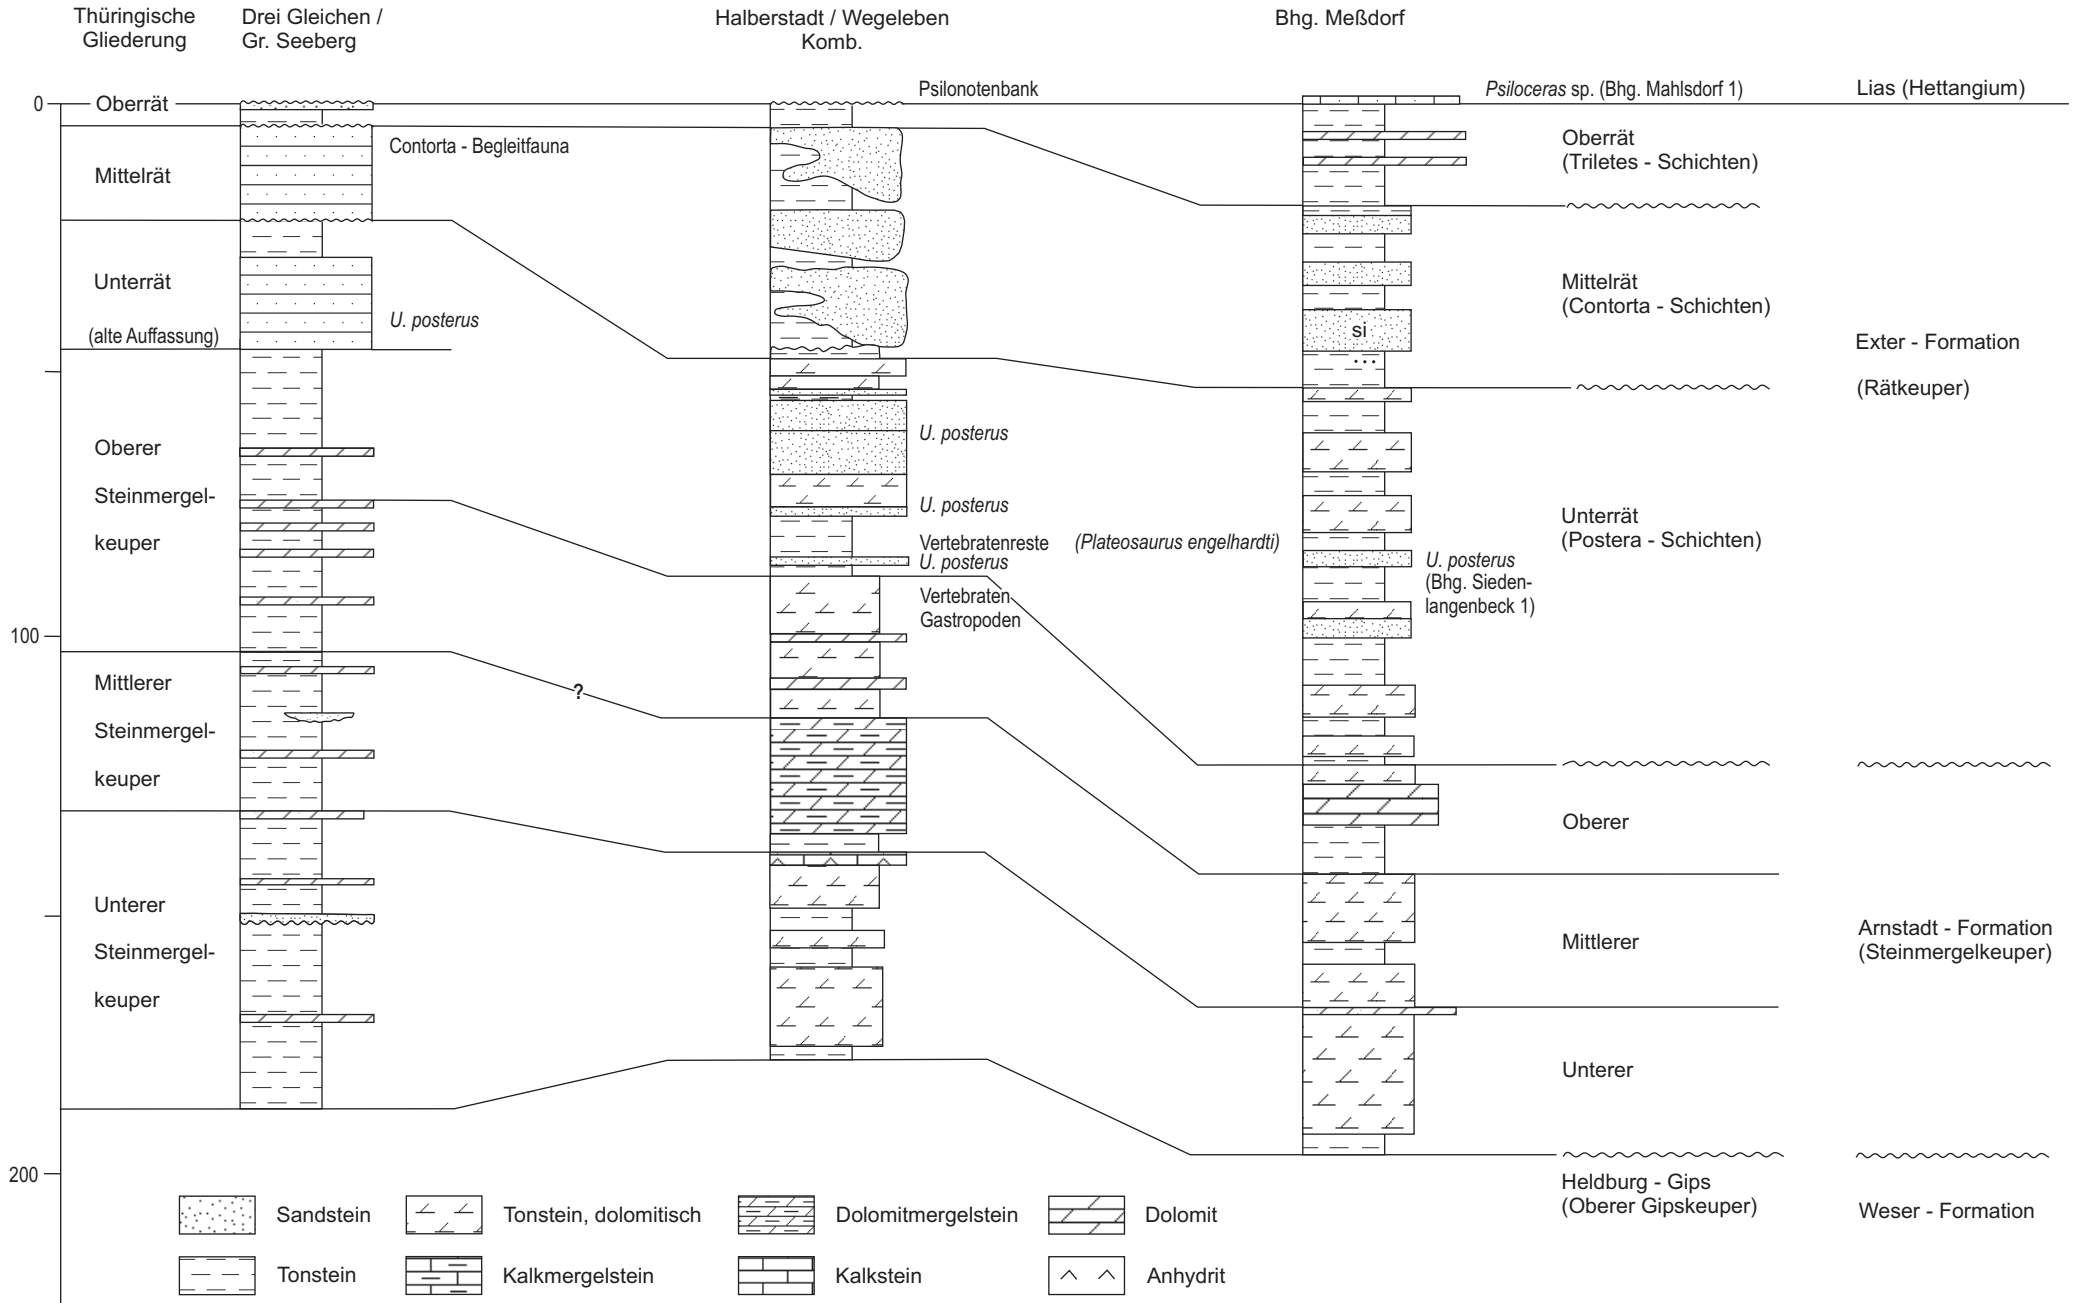 Thüringische
Gliederung
Drei Gleichen /
Gr. Seeberg
Halberstadt / Wegeleben
Komb.
Bhg. Meßdorf
0
100
200
Oberrät
Mittelrät
Unterrät
(alte Auffassung)
Oberer
Steinmergel-
keuper
Mittlerer
Steinmergel-
keuper
Unterer
Steinmergel-
keuper
Contorta - Begleitfauna
U. posterus
?
Psilonotenbank
U. posterus
U. posterus
Vertebratenreste (Plateosaurus engelhardti)
U. posterus
Vertebraten
Gastropoden
si
U. posterus
(Bhg. Sieden-
langenbeck 1)
Psiloceras sp. (Bhg. Mahlsdorf 1)
Oberrät
(Triletes - Schichten)
Mittelrät
(Contorta - Schichten)
Unterrät
(Postera - Schichten)
Oberer
Mittlerer
Unterer
Heldburg - Gips
(Oberer Gipskeuper)
Lias (Hettangium)
Exter - Formation
(Rätkeuper)
Arnstadt - Formation
(Steinmergelkeuper)
Weser - Formation
Sandstein
Tonstein, dolomitisch
Dolomitmergelstein
Dolomit
Tonstein
Kalkmergelstein
Kalkstein
Anhydrit